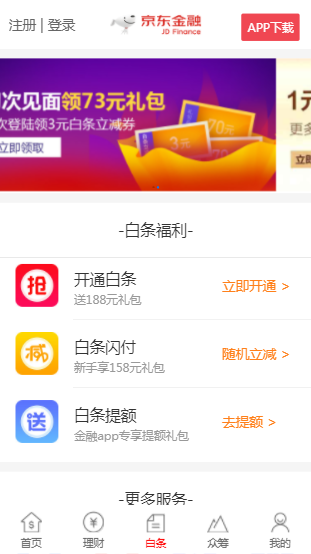 注册 | 登录
京东金融
JD Finance
APP下载
次见面领73元礼包
次登陆领3元白条立减券
立即领取
70元
1元
更多
立即
-白条福利-
抢
开通白条
送188元礼包
立即开通 >
减
白条闪付
新手享158元礼包
随机立减 >
送
白条提额
金融app专享提额礼包
去提额 >
-更多服务-
首页
理财
白条
众筹
我的